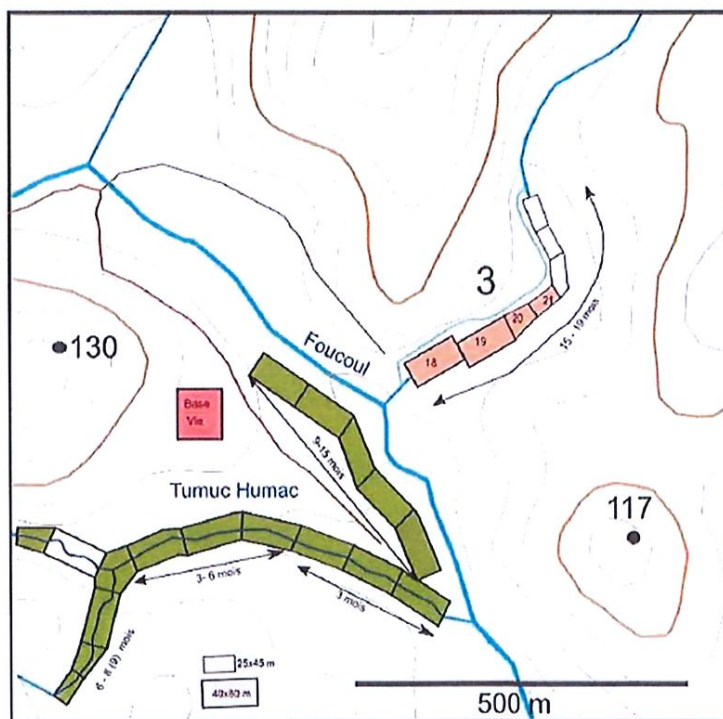 3
15 - 19 mois
21
20
19
18
Foucoul
130
Base
Vie
9-15 mois
Tumuc Humac
117
3- 6 mois
3 mois
6 - 8 (9) mois
25x45 m
40x80 m
500 m